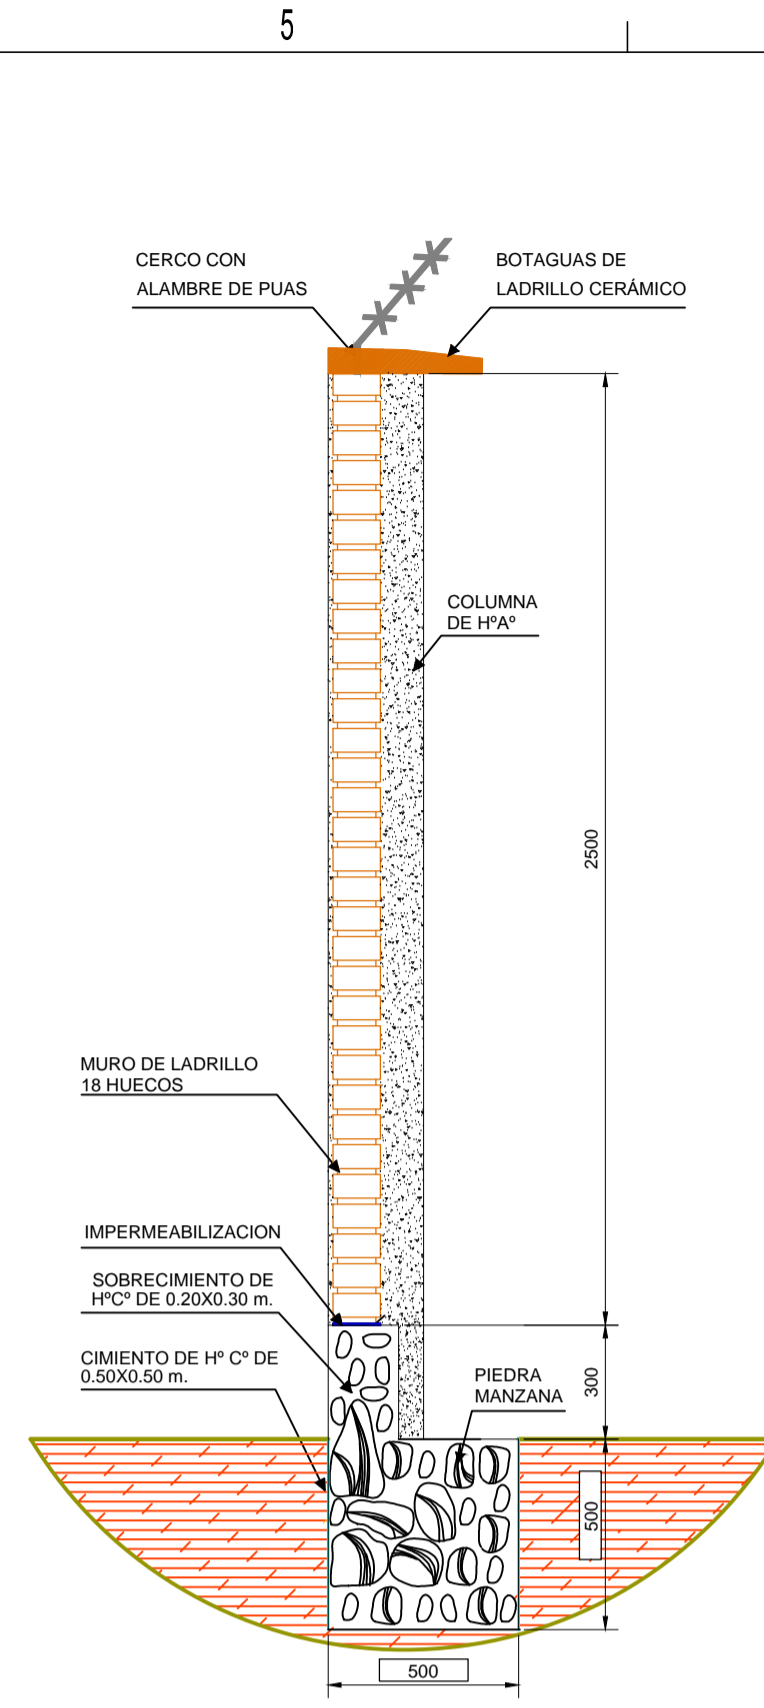 5
CERCO CON
ALAMBRE DE PUAS
BOTAGUAS DE
LADRILLO CERÁMICO
COLUMNA
DE HºAº
2500
MURO DE LADRILLO
18 HUECOS
IMPERMEABILIZACION
SOBRECIMIENTO DE
HºCº DE 0.20X0.30 m.
CIMIENTO DE Hº Cº DE
0.50X0.50 m.
PIEDRA
MANZANA
300
500
500